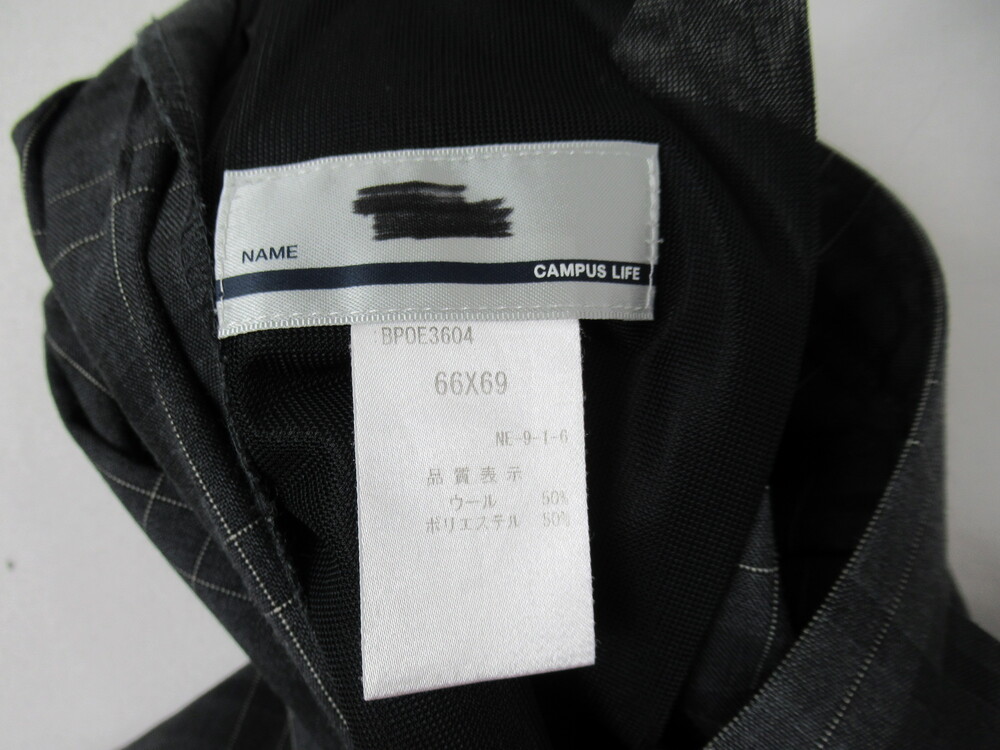 NAME
CAMPUS LIFE
BPOE3604
66X69
NE-9-1-6
品質表示
ウール 50%
ポリエステル 50%